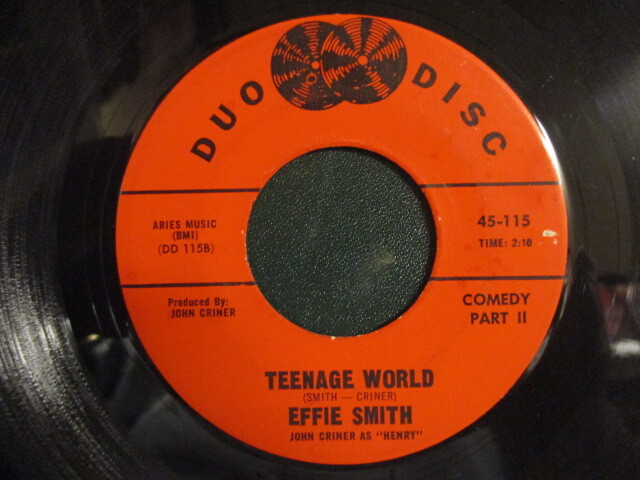 DUO DISC
ARIES MUSIC
(BMI)
(DD 115B)
45-115
TIME: 2:10
Produced By:
JOHN CRINER
COMEDY
PART II
TEENAGE WORLD
(SMITH — CRINER)
EFFIE SMITH
JOHN CRINER AS "HENRY"